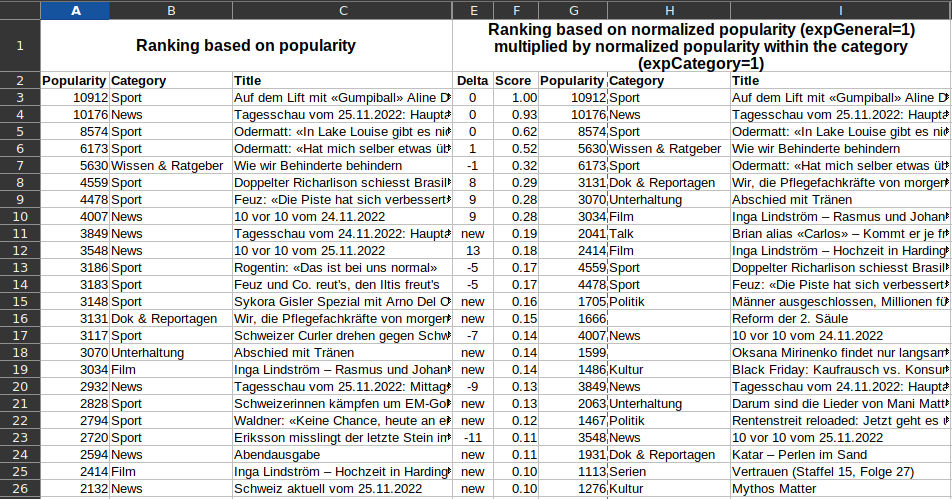 A B C E F G H I
1 Ranking based on popularity Ranking based on normalized popularity (expGeneral=1)
multiplied by normalized popularity within the category
(expCategory=1)
2 Popularity Category Title Delta Score Popularity Category Title
3 10912 Sport Auf dem Lift mit «Gumpiball» Aline 0 1.00 10912 Sport Auf dem Lift mit «Gumpiball» Aline
4 10176 News Tagesschau vom 25.11.2022: Haupta 0 0.93 10176 News Tagesschau vom 25.11.2022: Haupta
5 8574 Sport Odermatt: «In Lake Louise gibt es ni 0 0.62 8574 Sport Odermatt: «In Lake Louise gibt es ni
6 6173 Sport Odermatt: «Hat mich selber etwas üb 1 0.52 5630 Wissen & Ratgeber Wie wir Behinderte behindern
7 5630 Wissen & Ratgeber Wie wir Behinderte behindern -1 0.32 6173 Sport Odermatt: «Hat mich selber etwas üb
8 4559 Sport Doppelter Richarlison schiesst Brasil 8 0.29 3131 Dok & Reportagen Wir, die Pflegefachkräfte von morgen
9 4478 Sport Feuz: «Die Piste hat sich verbessert 9 0.28 3070 Unterhaltung Abschied mit Tränen
10 4007 News 10 vor 10 vom 24.11.2022 9 0.28 3034 Film Inga Lindström – Rasmus und Johan
11 3849 News Tagesschau vom 24.11.2022: Haupta new 0.19 2041 Talk Brian alias «Carlos» – Kommt er je f
12 3548 News 10 vor 10 vom 25.11.2022 13 0.18 2414 Film Inga Lindström – Hochzeit in Harding
13 3186 Sport Rogentin: «Das ist bei uns normal» -5 0.17 4559 Sport Doppelter Richarlison schiesst Brasil
14 3183 Sport Feuz und Co. reut's, den Iltis freut's -5 0.17 4478 Sport Feuz: «Die Piste hat sich verbessert
15 3148 Sport Sykora Gisler Spezial mit Arno Del new 0.16 1705 Politik Männer ausgeschlossen, Millionen fü
16 3131 Dok & Reportagen Wir, die Pflegefachkräfte von morgen new 0.15 1666 Reform der 2. Säule
17 3117 Sport Schweizer Curler drehen gegen Schw -7 0.14 4007 News 10 vor 10 vom 24.11.2022
18 3070 Unterhaltung Abschied mit Tränen new 0.14 1599 Oksana Mirinenko findet nur langsam
19 3034 Film Inga Lindström – Rasmus und Johan new 0.14 1486 Kultur Black Friday: Kaufrausch vs. Konsu
20 2932 News Tagesschau vom 25.11.2022: Mittag -9 0.13 3849 News Tagesschau vom 24.11.2022: Haupta
21 2828 Sport Schweizerinnen kämpfen um EM-Go new 0.13 2063 Unterhaltung Darum sind die Lieder von Mani Matt
22 2794 Sport Waldner: «Keine Chance, heute an e new 0.12 1467 Politik Rentenstreit reloaded: Jetzt geht es
23 2720 Sport Eriksson misslingt der letzte Stein i -11 0.11 3548 News 10 vor 10 vom 25.11.2022
24 2594 News Abendausgabe new 0.11 1931 Dok & Reportagen Katar – Perlen im Sand
25 2414 Film Inga Lindström – Hochzeit in Harding new 0.10 1113 Serien Vertrauen (Staffel 15, Folge 27)
26 2132 News Schweiz aktuell vom 25.11.2022 new 0.10 1276 Kultur Mythos Matter